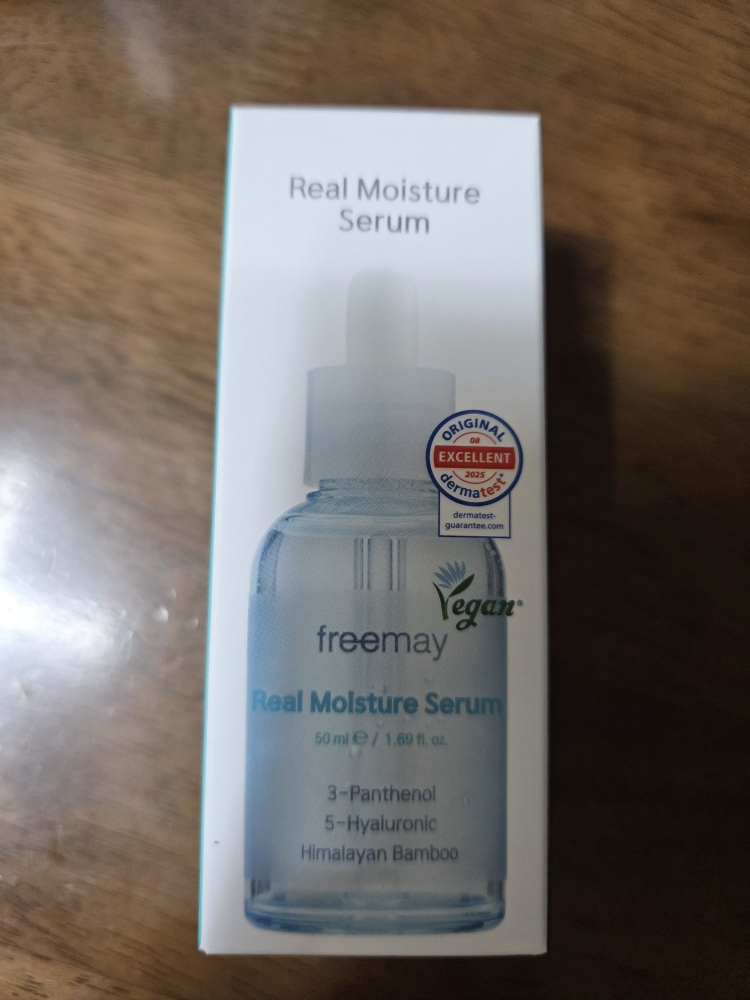 Real Moisture
Serum
ORIGINAL
08
EXCELLENT
2025
dermatest®
dermatest-
guarantee.com
Vegan®
freemay
Real Moisture Serum
50 ml ℮ / 1.69 fl. oz.
3-Panthenol
5-Hyaluronic
Himalayan Bamboo